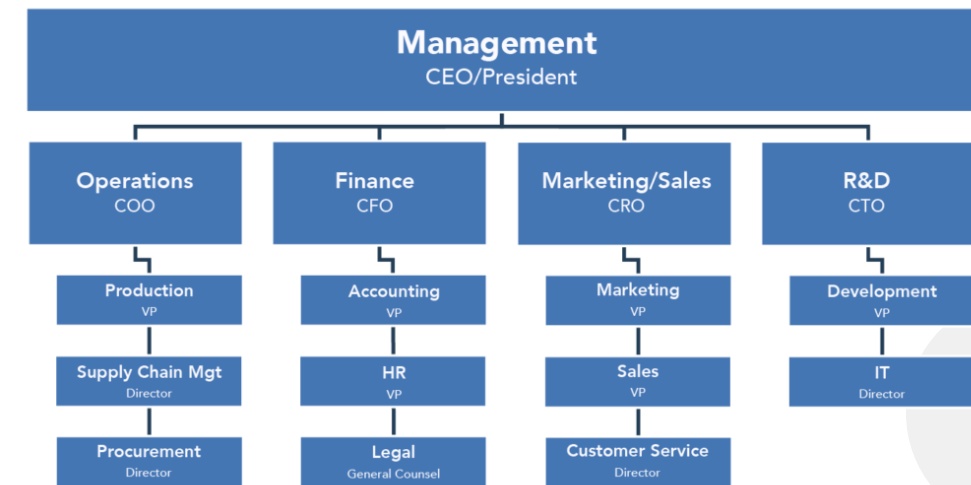 Management
CEO/President
Operations
COO
Finance
CFO
Marketing/Sales
CRO
R&D
CTO
Production
VP
Accounting
VP
Marketing
VP
Development
VP
Supply Chain Mgt
Director
HR
VP
Sales
VP
IT
Director
Procurement
Director
Legal
General Counsel
Customer Service
Director